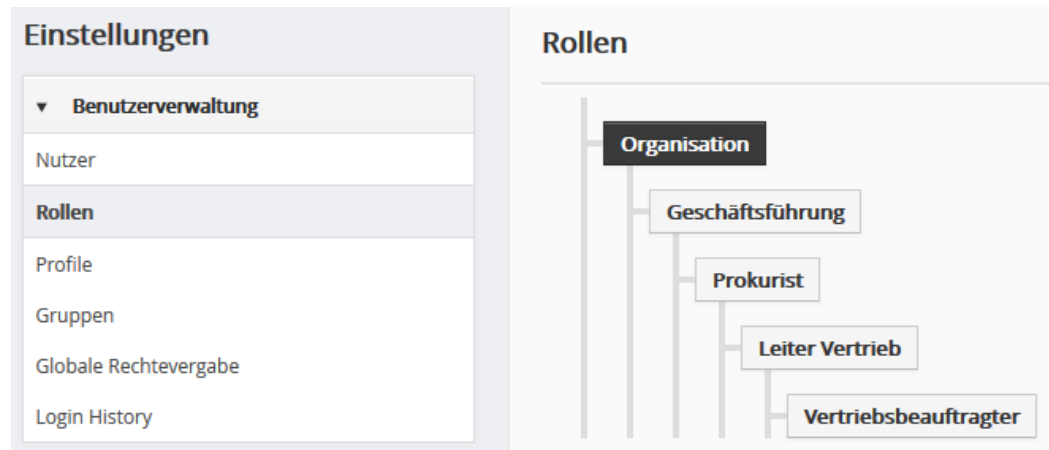 Einstellungen
Benutzerverwaltung
Nutzer
Rollen
Profile
Gruppen
Globale Rechtevergabe
Login History
Rollen
Organisation
Geschäftsführung
Prokurist
Leiter Vertrieb
Vertriebsbeauftragter